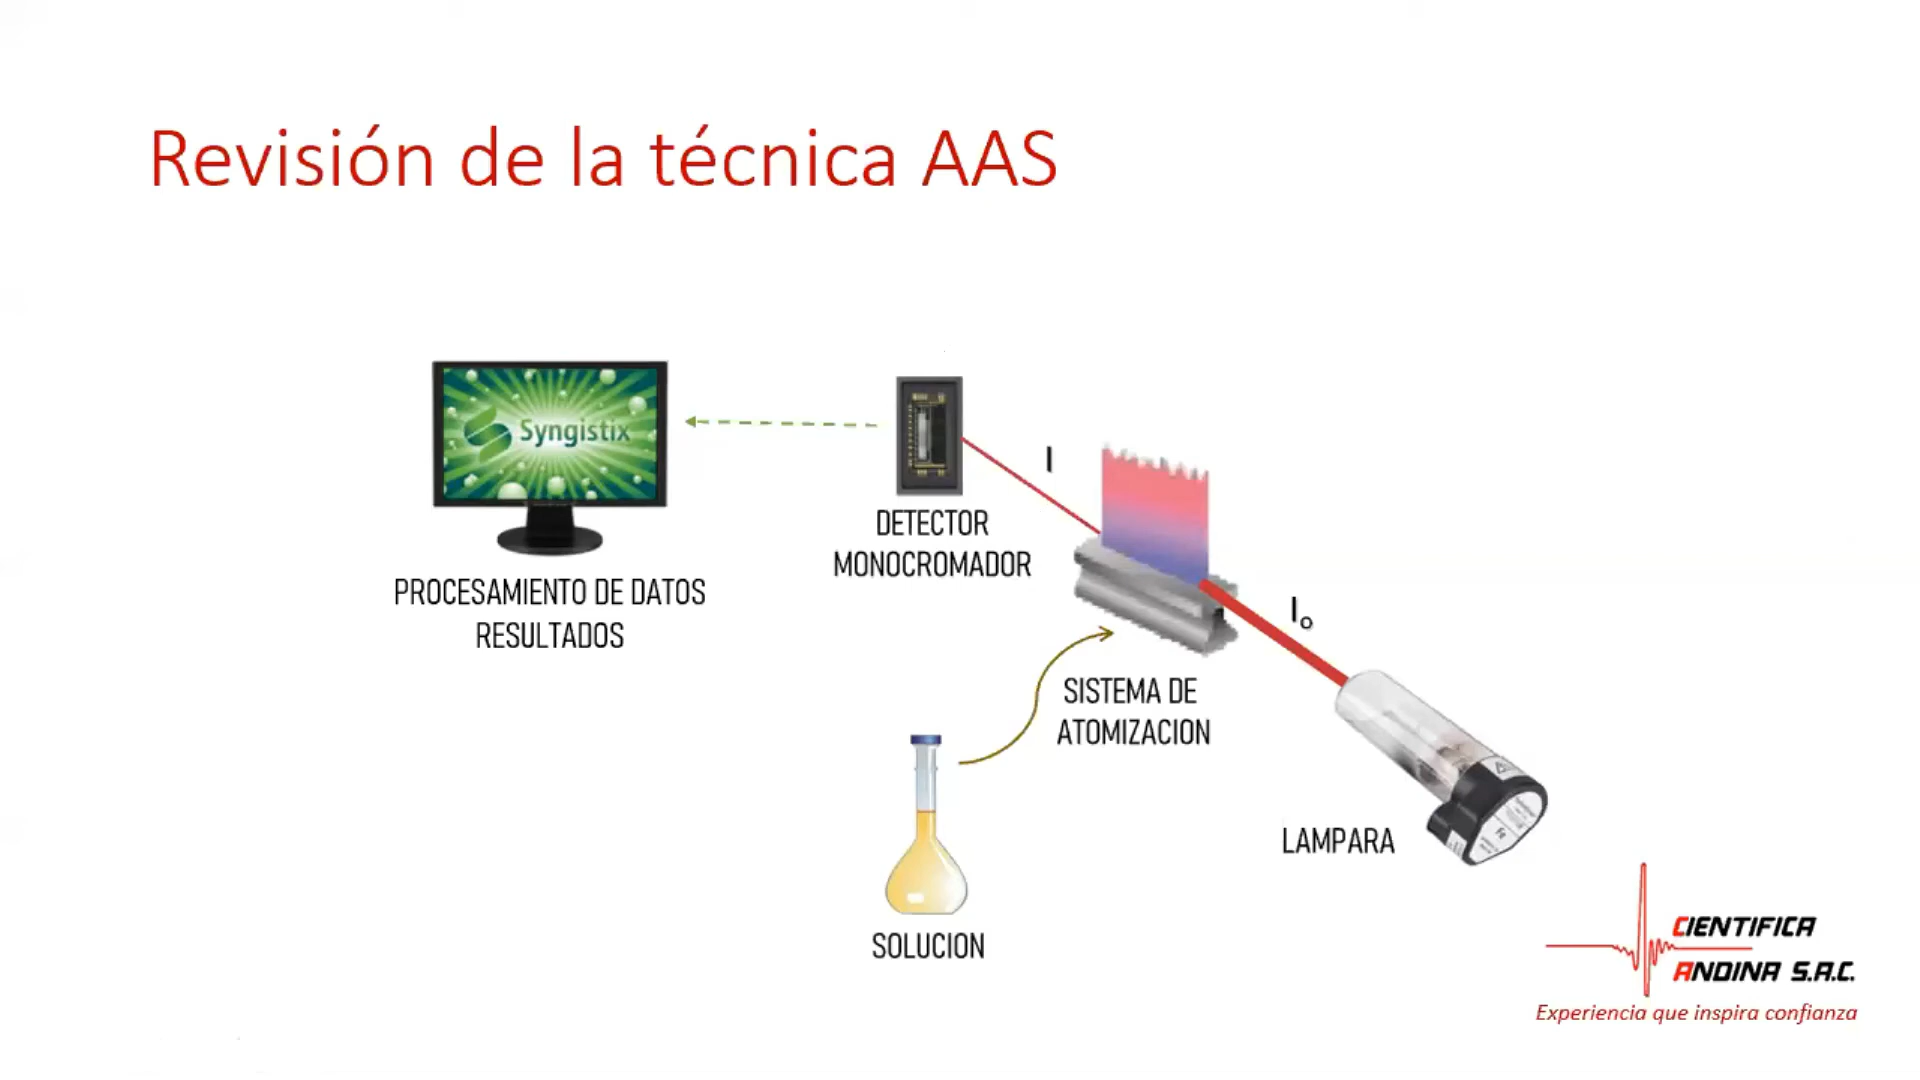 Revisión de la técnica AAS
Syngistix
I
DETECTOR
MONOCROMADOR
PROCESAMIENTO DE DATOS
RESULTADOS
Io
SISTEMA DE
ATOMIZACION
LAMPARA
SOLUCION
CIENTIFICA
ANDINA S.A.C.
Experiencia que inspira confianza